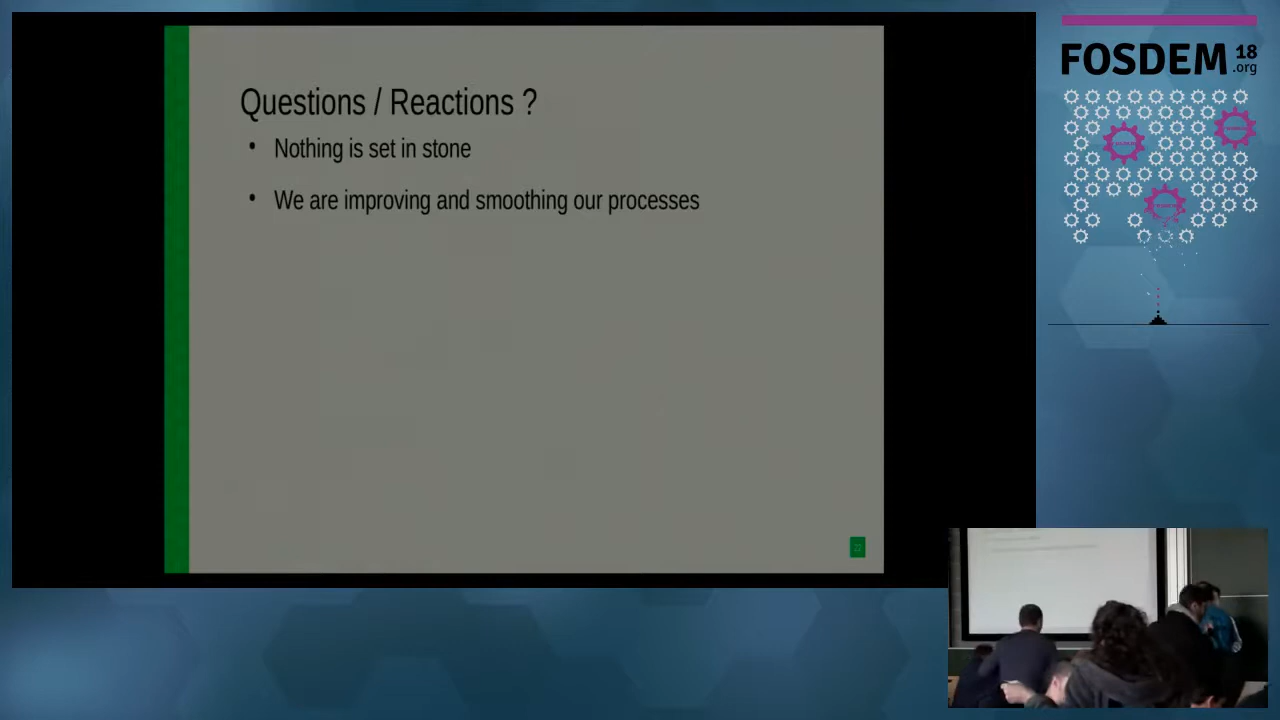 Questions / Reactions ?
• Nothing is set in stone
• We are improving and smoothing our processes
FOSDEM 18
.org